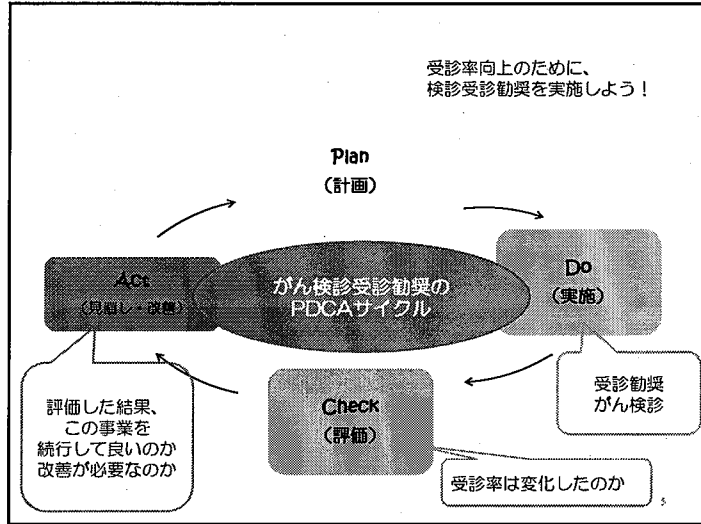 受診率向上のために、
検診受診勧奨を実施しよう！
Plan
（計画）
Act
（見直し・改善）
がん検診受診勧奨の
PDCAサイクル
Do
（実施）
受診勧奨
がん検診
Check
（評価）
評価した結果、
この事業を
続行して良いのか
改善が必要なのか
受診率は変化したのか
5